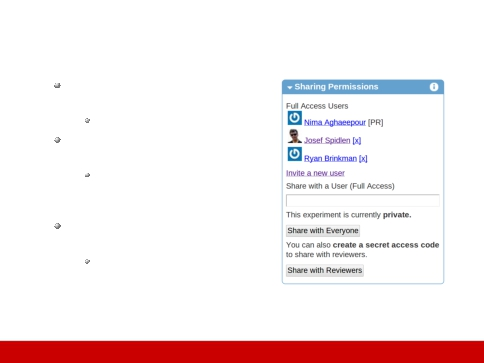 Sharing Permissions
Full Access Users
Nima Aghaeepour [PR]
Josef Spidlen [x]
Ryan Brinkman [x]
Invite a new user
Share with a User (Full Access)
This experiment is currently private.
Share with Everyone
You can also create a secret access code
to share with reviewers.
Share with Reviewers